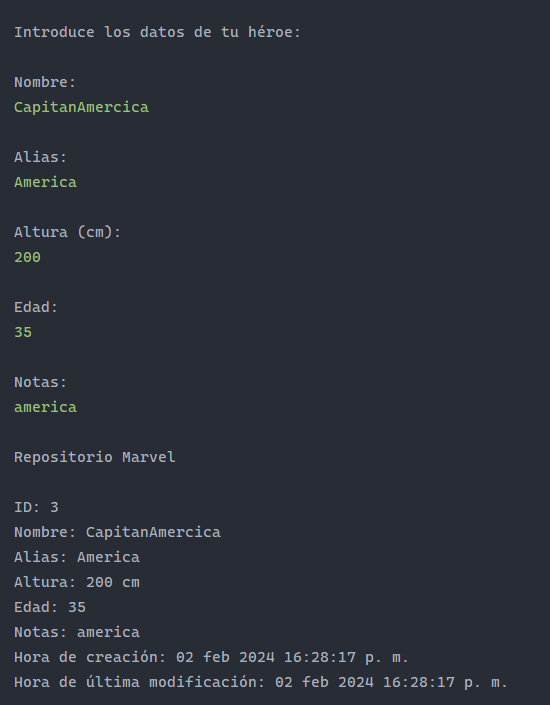 Introduce los datos de tu héroe:
Nombre:
CapitanAmercica
Alias:
America
Altura (cm):
200
Edad:
35
Notas:
america
Repositorio Marvel
ID: 3
Nombre: CapitanAmercica
Alias: America
Altura: 200 cm
Edad: 35
Notas: america
Hora de creación: 02 feb 2024 16:28:17 p. m.
Hora de última modificación: 02 feb 2024 16:28:17 p. m.